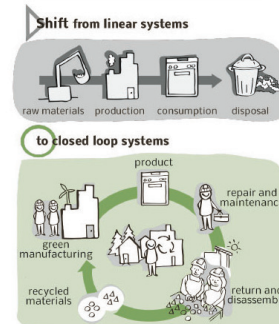 Shift from linear systems
raw materials production consumption disposal
to closed loop systems
product
repair and
maintenance
return and
disassemb
recycled
materials
green
manufacturing